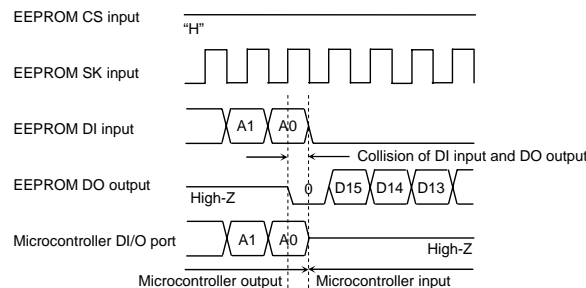 EEPROM CS input
“H”
EEPROM SK input
EEPROM DI input
A1 A0
Collision of DI input and DO output
EEPROM DO output
High-Z
0 D15 D14 D13
Microcontroller DI/O port
A1 A0
High-Z
Microcontroller output Microcontroller input